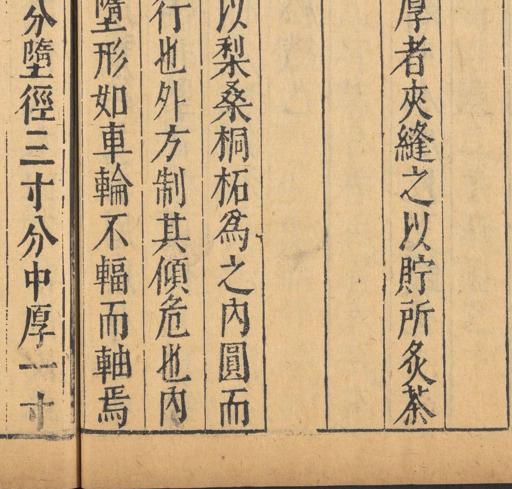 厚者夾縫之以貯所炙茶
以梨桑桐柘為之內圓而
行也外方制其傾危也內
墮形如車輪不輻而軸焉
分墮徑三寸分中厚一寸